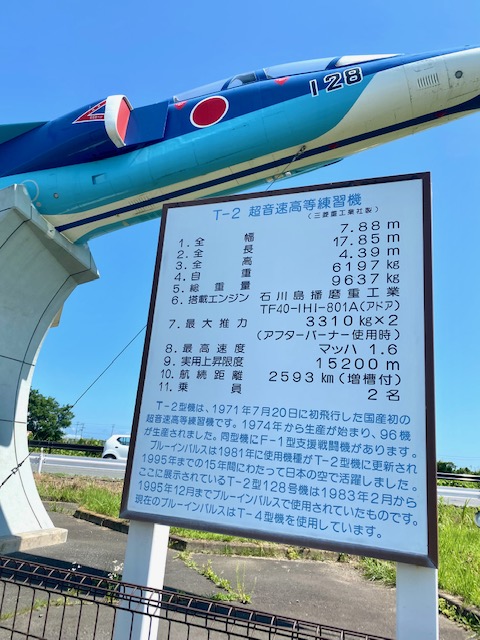 128
T-2 超音速高等練習機
(三菱重工業社製)
1.全幅 7.88 m
2.全長 17.85 m
3.全高 4.39 m
4.自重 6197 kg
5.総重量 9637 kg
6.搭載エンジン 石川島播磨重工業
TF40-IHI-801A(アドア)
7.最大推力 3310 kg×2
(アフターバーナー使用時)
8.最高速度 マッハ 1.6
9.実用上昇限度 15200 m
10.航続距離 2593 km(増槽付)
11.乗員 2 名
T-2型機は、1971年7月20日に初飛行した国産初の
超音速高等練習機です。1974年から生産が始まり、96機
が生産されました。同型機にF-1型支援戦闘機があります。
ブルーインパルスは1981年に使用機種がT-2型機に更新され
1995年までの15年間にわたって日本の空で活躍しました。
ここに展示しているT-2型128号機は1983年2月から
1995年12月までブルーインパルスで使用されていたものです。
現在のブルーインパルスはT-4型機を使用しています。